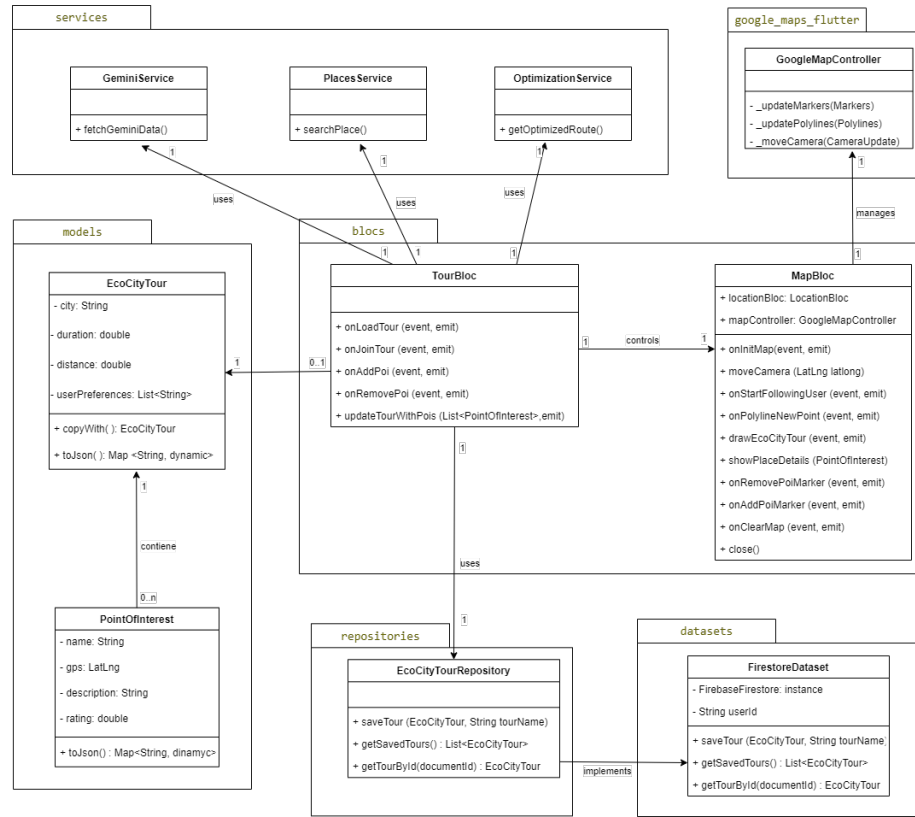 services
GeminiService
+ fetchGeminiData()
PlacesService
+ searchPlace()
OptimizationService
+ getOptimizedRoute()
google_maps_flutter
GoogleMapController
- _updateMarkers(Markers)
- _updatePolylines(Polylines)
- _moveCamera(CameraUpdate)
1
1
1
1
uses
uses
uses
manages
1
1
1
1
models
EcoCityTour
- city: String
- duration: double
- distance: double
- userPreferences: List<String>
+ copyWith( ): EcoCityTour
+ toJson( ): Map <String, dynamic>
1
0..1
1
contiene
0..n
PointOfInterest
- name: String
- gps: LatLng
- description: String
- rating: double
+ toJson() : Map<String, dinamyc>
blocs
TourBloc
+ onLoadTour (event, emit)
+ onJoinTour (event, emit)
+ onAddPoi (event, emit)
+ onRemovePoi (event, emit)
+ updateTourWithPois (List<PointOfInterest>,emit)
1
controls
1
MapBloc
+ locationBloc: LocationBloc
+ mapController: GoogleMapController
+ onInitMap(event, emit)
+ moveCamera (LatLng latlong)
+ onStartFollowingUser (event, emit)
+ onPolylineNewPoint (event, emit)
+ drawEcoCityTour (event, emit)
+ showPlaceDetails (PointOfInterest)
+ onRemovePoiMarker (event, emit)
+ onAddPoiMarker (event, emit)
+ onClearMap (event, emit)
+ close()
1
uses
1
repositories
EcoCityTourRepository
+ saveTour (EcoCityTour, String tourName)
+ getSavedTours() : List<EcoCityTour>
+ getTourById(documentId) : EcoCityTour
implements
datasets
FirestoreDataset
- FirebaseFirestore: instance
- String userId
+ saveTour (EcoCityTour, String tourName)
+ getSavedTours() : List<EcoCityTour>
+ getTourById(documentId) : EcoCityTour